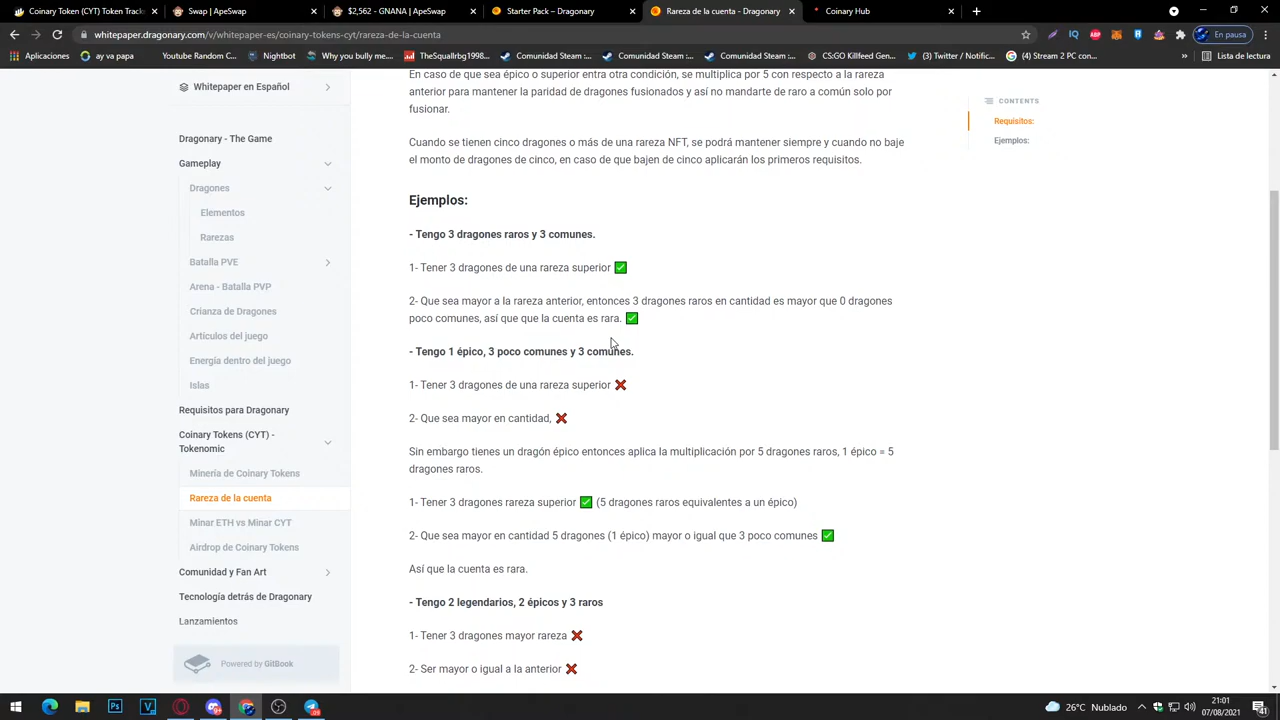 Coinary Token (CYT) Token Track
Axie Infinity
$2,562 - GNANA | ApeSwap
Star Pack – Dragonary
Rareza de la cuenta - Dragonary
Coinary Hub
whitepaper.dragonary.com/v/whitepaper-es/coinary-tokens-cyt/rareza-de-la-cuenta
En pausa
Aplicaciones
ay va papa
Youtube Random C...
Nightbot
Why you bully me....
TheSquallrbg1998...
Comunidad Steam :...
Comunidad Steam :...
Comunidad Steam :...
CS:GO Killfeed Gen...
(3) Twitter / Notific...
(4) Stream 2 PC con...
»
Lista de lectura
Whitepaper en Español
Dragonary - The Game
Gameplay
Dragones
Elementos
Rarezas
Batalla PVE
Arena - Batalla PVP
Crianza de Dragones
Artículos del juego
Energía dentro del juego
Islas
Requisitos para Dragonary
Coinary Tokens (CYT) -
Tokenomic
Minería de Coinary Tokens
Rareza de la cuenta
Minar ETH vs Minar CYT
Airdrop de Coinary Tokens
Comunidad y Fan Art
Tecnología detrás de Dragonary
Lanzamientos
Powered by GitBook
En caso de que sea épico o superior entra otra condición, se multiplica por 5 con respecto a la rareza
anterior para mantener la paridad de dragones fusionados y así no mandarte de raro a común solo por
fusionar.
Cuando se tienen cinco dragones o más de una rareza NFT, se podrá mantener siempre y cuando no baje
el monto de dragones de cinco, en caso de que bajen de cinco aplicarán los primeros requisitos.
Ejemplos:
- Tengo 3 dragones raros y 3 comunes.
1- Tener 3 dragones de una rareza superior ✅
2- Que sea mayor a la rareza anterior, entonces 3 dragones raros en cantidad es mayor que 0 dragones
poco comunes, así que que la cuenta es rara. ✅
- Tengo 1 épico, 3 poco comunes y 3 comunes.
1- Tener 3 dragones de una rareza superior ❌
2- Que sea mayor en cantidad, ❌
Sin embargo tienes un dragón épico entonces aplica la multiplicación por 5 dragones raros, 1 épico = 5
dragones raros.
1- Tener 3 dragones rareza superior ✅ (5 dragones raros equivalentes a un épico)
2- Que sea mayor en cantidad 5 dragones (1 épico) mayor o igual que 3 poco comunes ✅
Así que la cuenta es rara.
- Tengo 2 legendarios, 2 épicos y 3 raros
1- Tener 3 dragones mayor rareza ❌
2- Ser mayor o igual a la anterior ❌
CONTENTS
Requisitos:
Ejemplos:
26°C Nublado
21:01
07/08/2021